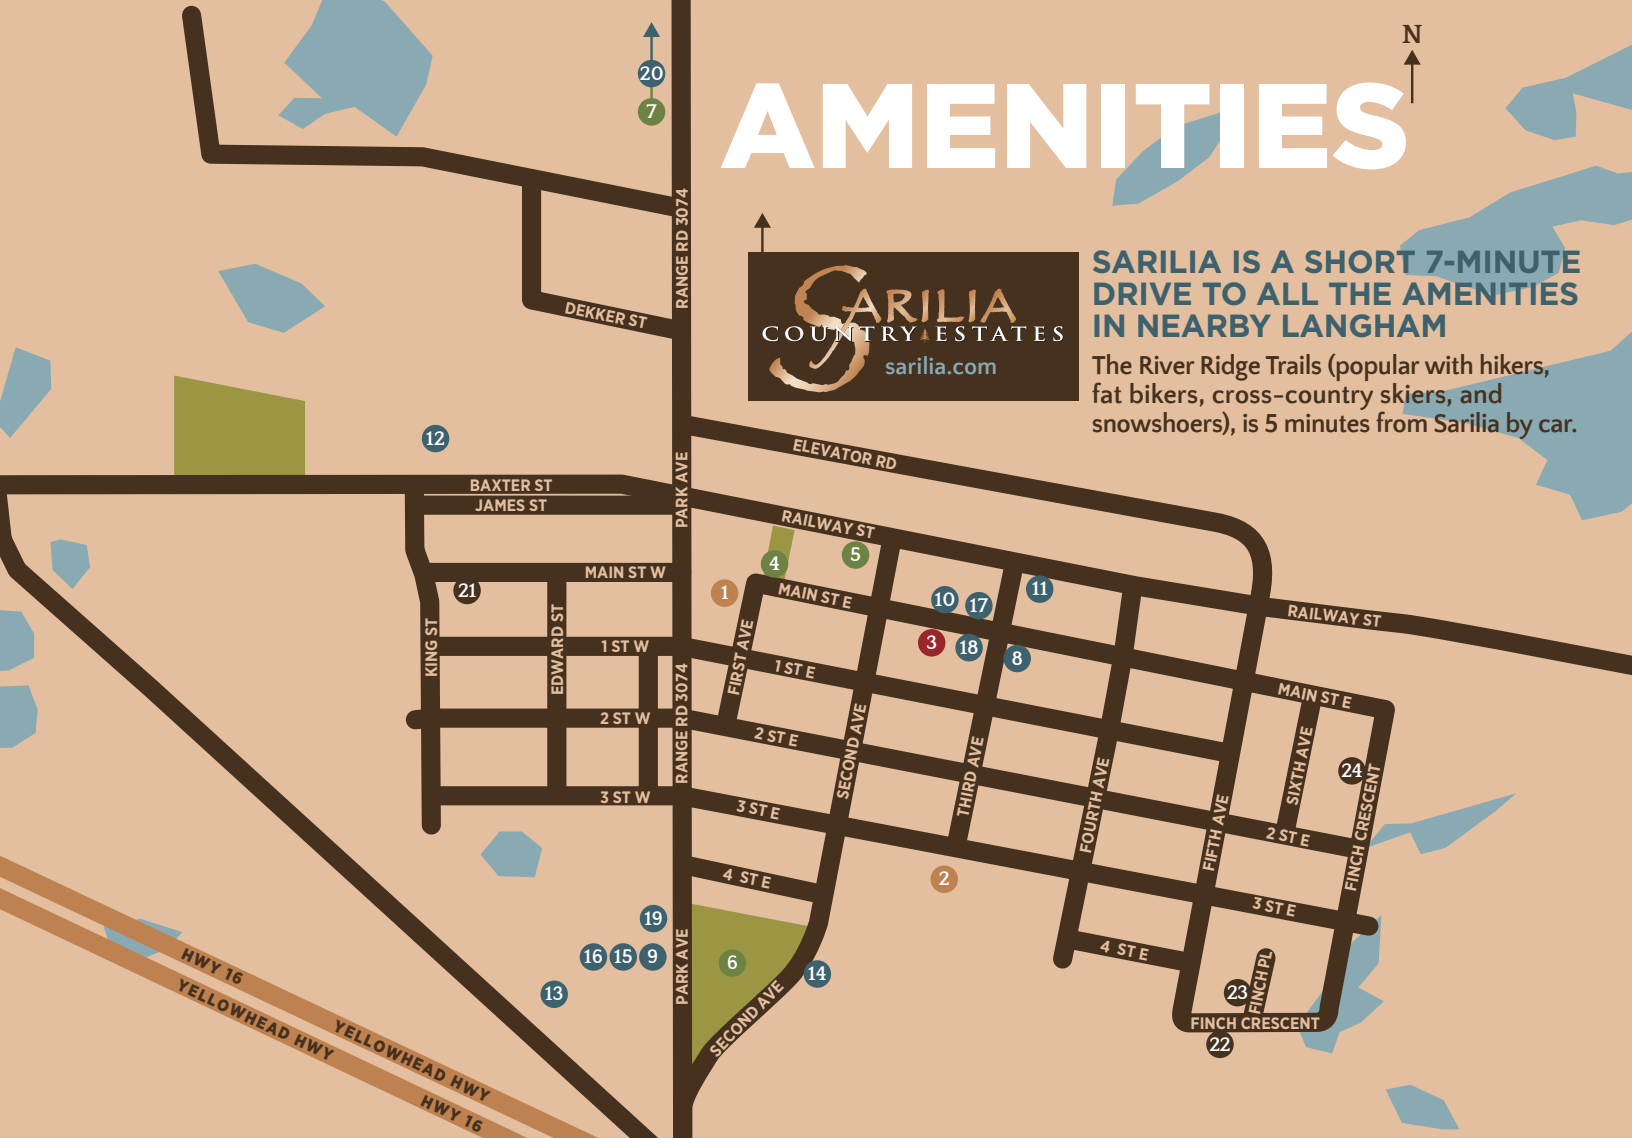 N
20
7
AMENITIES
SARILIA
COUNTRY ESTATES
sarilia.com
SARILIA IS A SHORT 7-MINUTE
DRIVE TO ALL THE AMENITIES
IN NEARBY LANGHAM
The River Ridge Trails (popular with hikers,
fat bikers, cross-country skiers, and
snowshoers), is 5 minutes from Sarilia by car.
RANGE RD 3074
DEKKER ST
12
ELEVATOR RD
BAXTER ST
JAMES ST
PARK AVE
RAILWAY ST
4
5
MAIN ST W
21
1
MAIN ST E
10
17
11
RAILWAY ST
3
18
8
KING ST
EDWARD ST
1 ST W
FIRST AVE
1 ST E
MAIN ST E
2 ST W
RANGE RD 3074
2 ST E
SECOND AVE
THIRD AVE
FOURTH AVE
SIXTH AVE
24
FINCH CRESCENT
3 ST W
3 ST E
FIFTH AVE
2 ST E
4 ST E
2
3 ST E
19
16
15
9
PARK AVE
6
14
4 ST E
13
SECOND AVE
23
FINCH PL
FINCH CRESCENT
22
HWY 16
YELLOWHEAD HWY
YELLOWHEAD HWY
HWY 16